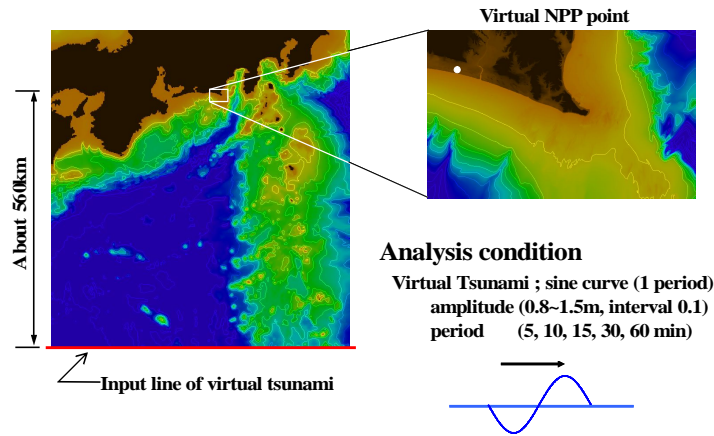 Virtual NPP point
About 560km
Analysis condition
Virtual Tsunami ; sine curve (1 period)
amplitude (0.8~1.5m, interval 0.1)
period (5, 10, 15, 30, 60 min)
Input line of virtual tsunami